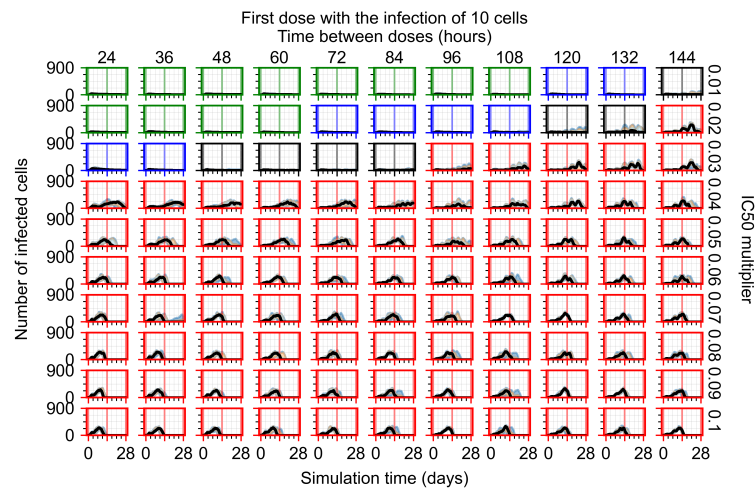 First dose with the infection of 10 cells
Time between doses (hours)
24 36 48 60 72 84 96 108 120 132 144
900 0 0.01
900 0 0.02
900 0 0.03
900 0 0.04
900 0 0.05
900 0 0.06
900 0 0.07
900 0 0.08
900 0 0.09
900 0 0.1
Number of infected cells
IC50 multiplier
0 28 0 28 0 28 0 28 0 28 0 28 0 28 0 28 0 28 0 28 0 28
Simulation time (days)